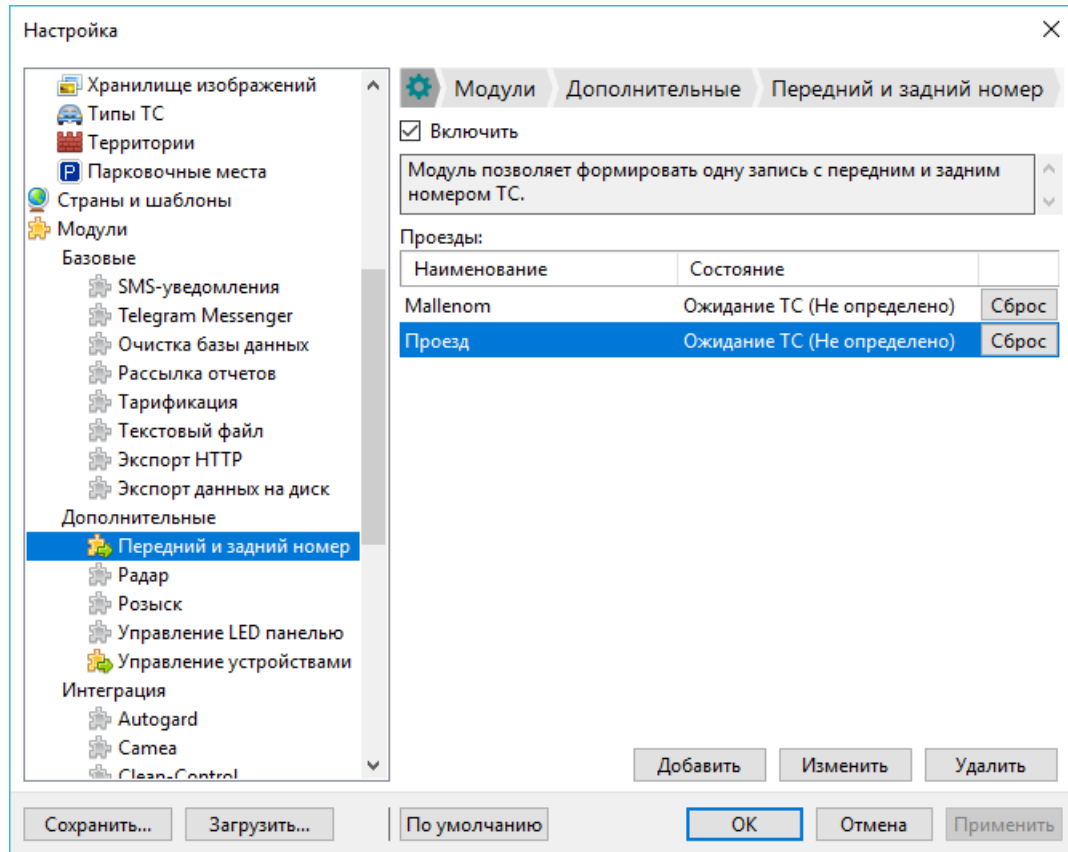 Настройка
Хранилище изображений
Типы ТС
Территории
Парковочные места
Страны и шаблоны
Модули
Базовые
SMS-уведомления
Telegram Messenger
Очистка базы данных
Рассылка отчетов
Тарификация
Текстовый файл
Экспорт HTTP
Экспорт данных на диск
Дополнительные
Передний и задний номер
Радар
Розыск
Управление LED панелью
Управление устройствами
Интеграция
Autogard
Camea
Clean-Control
Модули Дополнительные Передний и задний номер
Включить
Модуль позволяет формировать одну запись с передним и задним
номером ТС.
Проезды:
Наименование Состояние
Mallenom Ожидание ТС (Не определено) Сброс
Проезд Ожидание ТС (Не определено) Сброс
Добавить Изменить Удалить
Сохранить... Загрузить... По умолчанию OK Отмена Применить